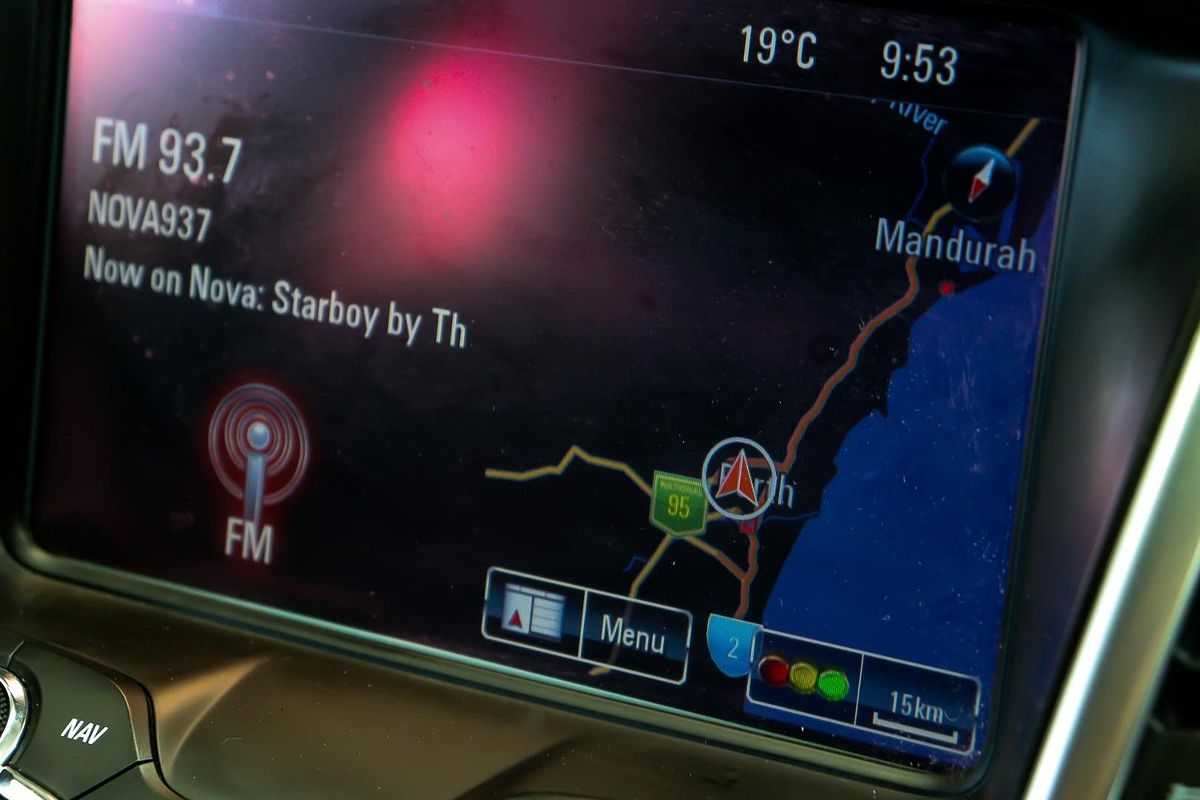 19°C 9:53
FM 93.7
NOVA937
Now on Nova: Starboy by Th
FM
River
Mandurah
95
Menu
2
15km
NAV